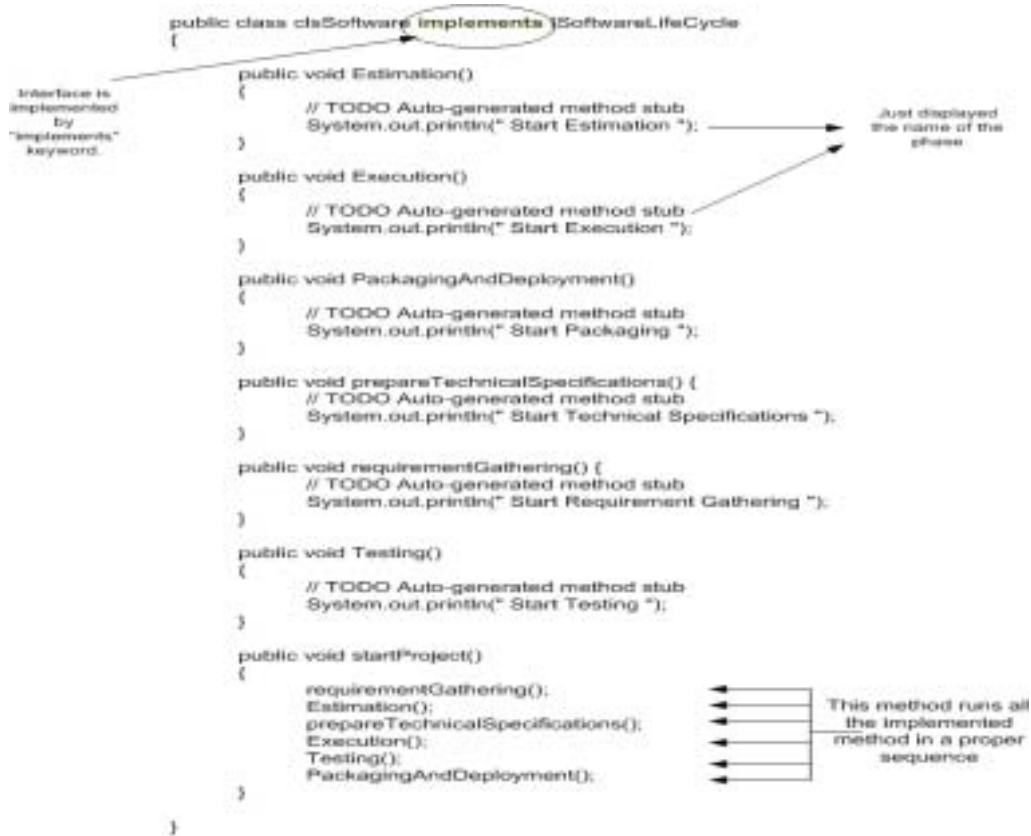 public class clsSoftware implements ISoftwareLifeCycle
{
public void Estimation()
{
// TODO Auto-generated method stub
System.out.println(" Start Estimation ");
}
public void Execution()
{
// TODO Auto-generated method stub
System.out.println(" Start Execution ");
}
public void PackagingAndDeployment()
{
// TODO Auto-generated method stub
System.out.println(" Start Packaging ");
}
public void prepareTechnicalSpecifications() {
// TODO Auto-generated method stub
System.out.println(" Start Technical Specifications ");
}
public void requirementGathering() {
// TODO Auto-generated method stub
System.out.println(" Start Requirement Gathering ");
}
public void Testing()
{
// TODO Auto-generated method stub
System.out.println(" Start Testing ");
}
public void startProject()
{
requirementGathering();
Estimation();
prepareTechnicalSpecifications();
Execution();
Testing();
PackagingAndDeployment();
}
}
Interface is
implemented
by
"implements"
keyword.
Just displayed
the name of the
phase
This method runs all
the implemented
method in a proper
sequence